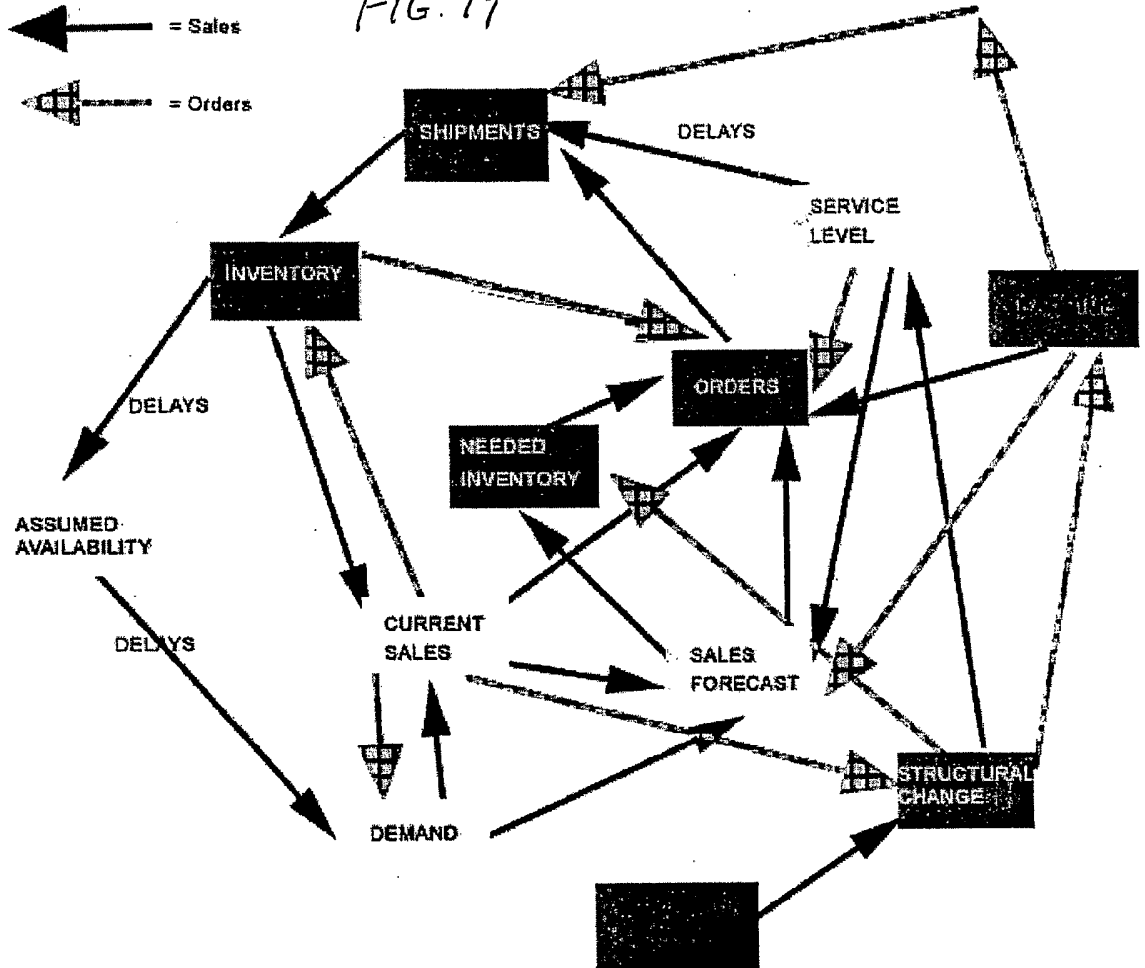 FIG. 19
= Sales
= Orders
SHIPMENTS
DELAYS
SERVICE
LEVEL
INVENTORY
ORDERS
DELAYS
NEEDED
INVENTORY
ASSUMED
AVAILABILITY
DELAYS
CURRENT
SALES
SALES
FORECAST
STRUCTURAL
CHANGE
DEMAND